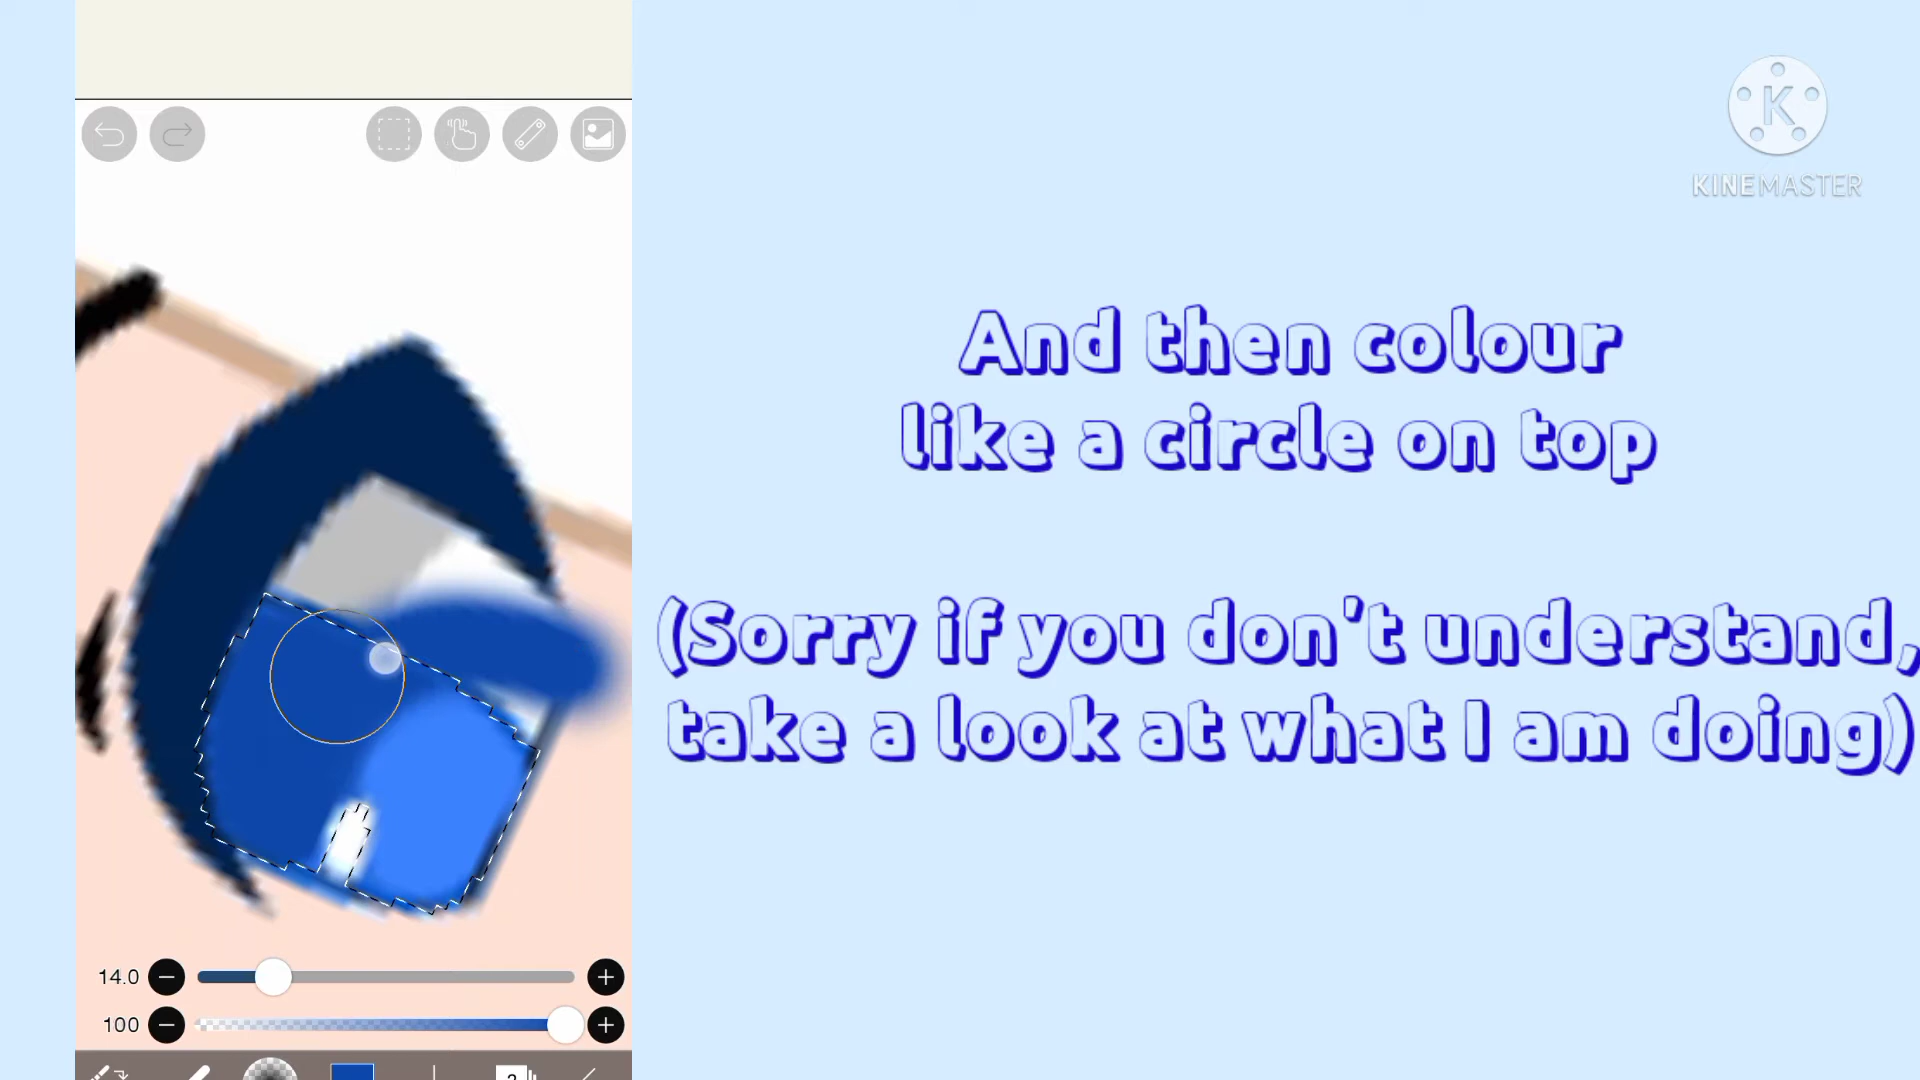 K
KINEMASTER
And then colour
like a circle on top
(Sorry if you don't understand,
take a look at what I am doing)
14.0
100